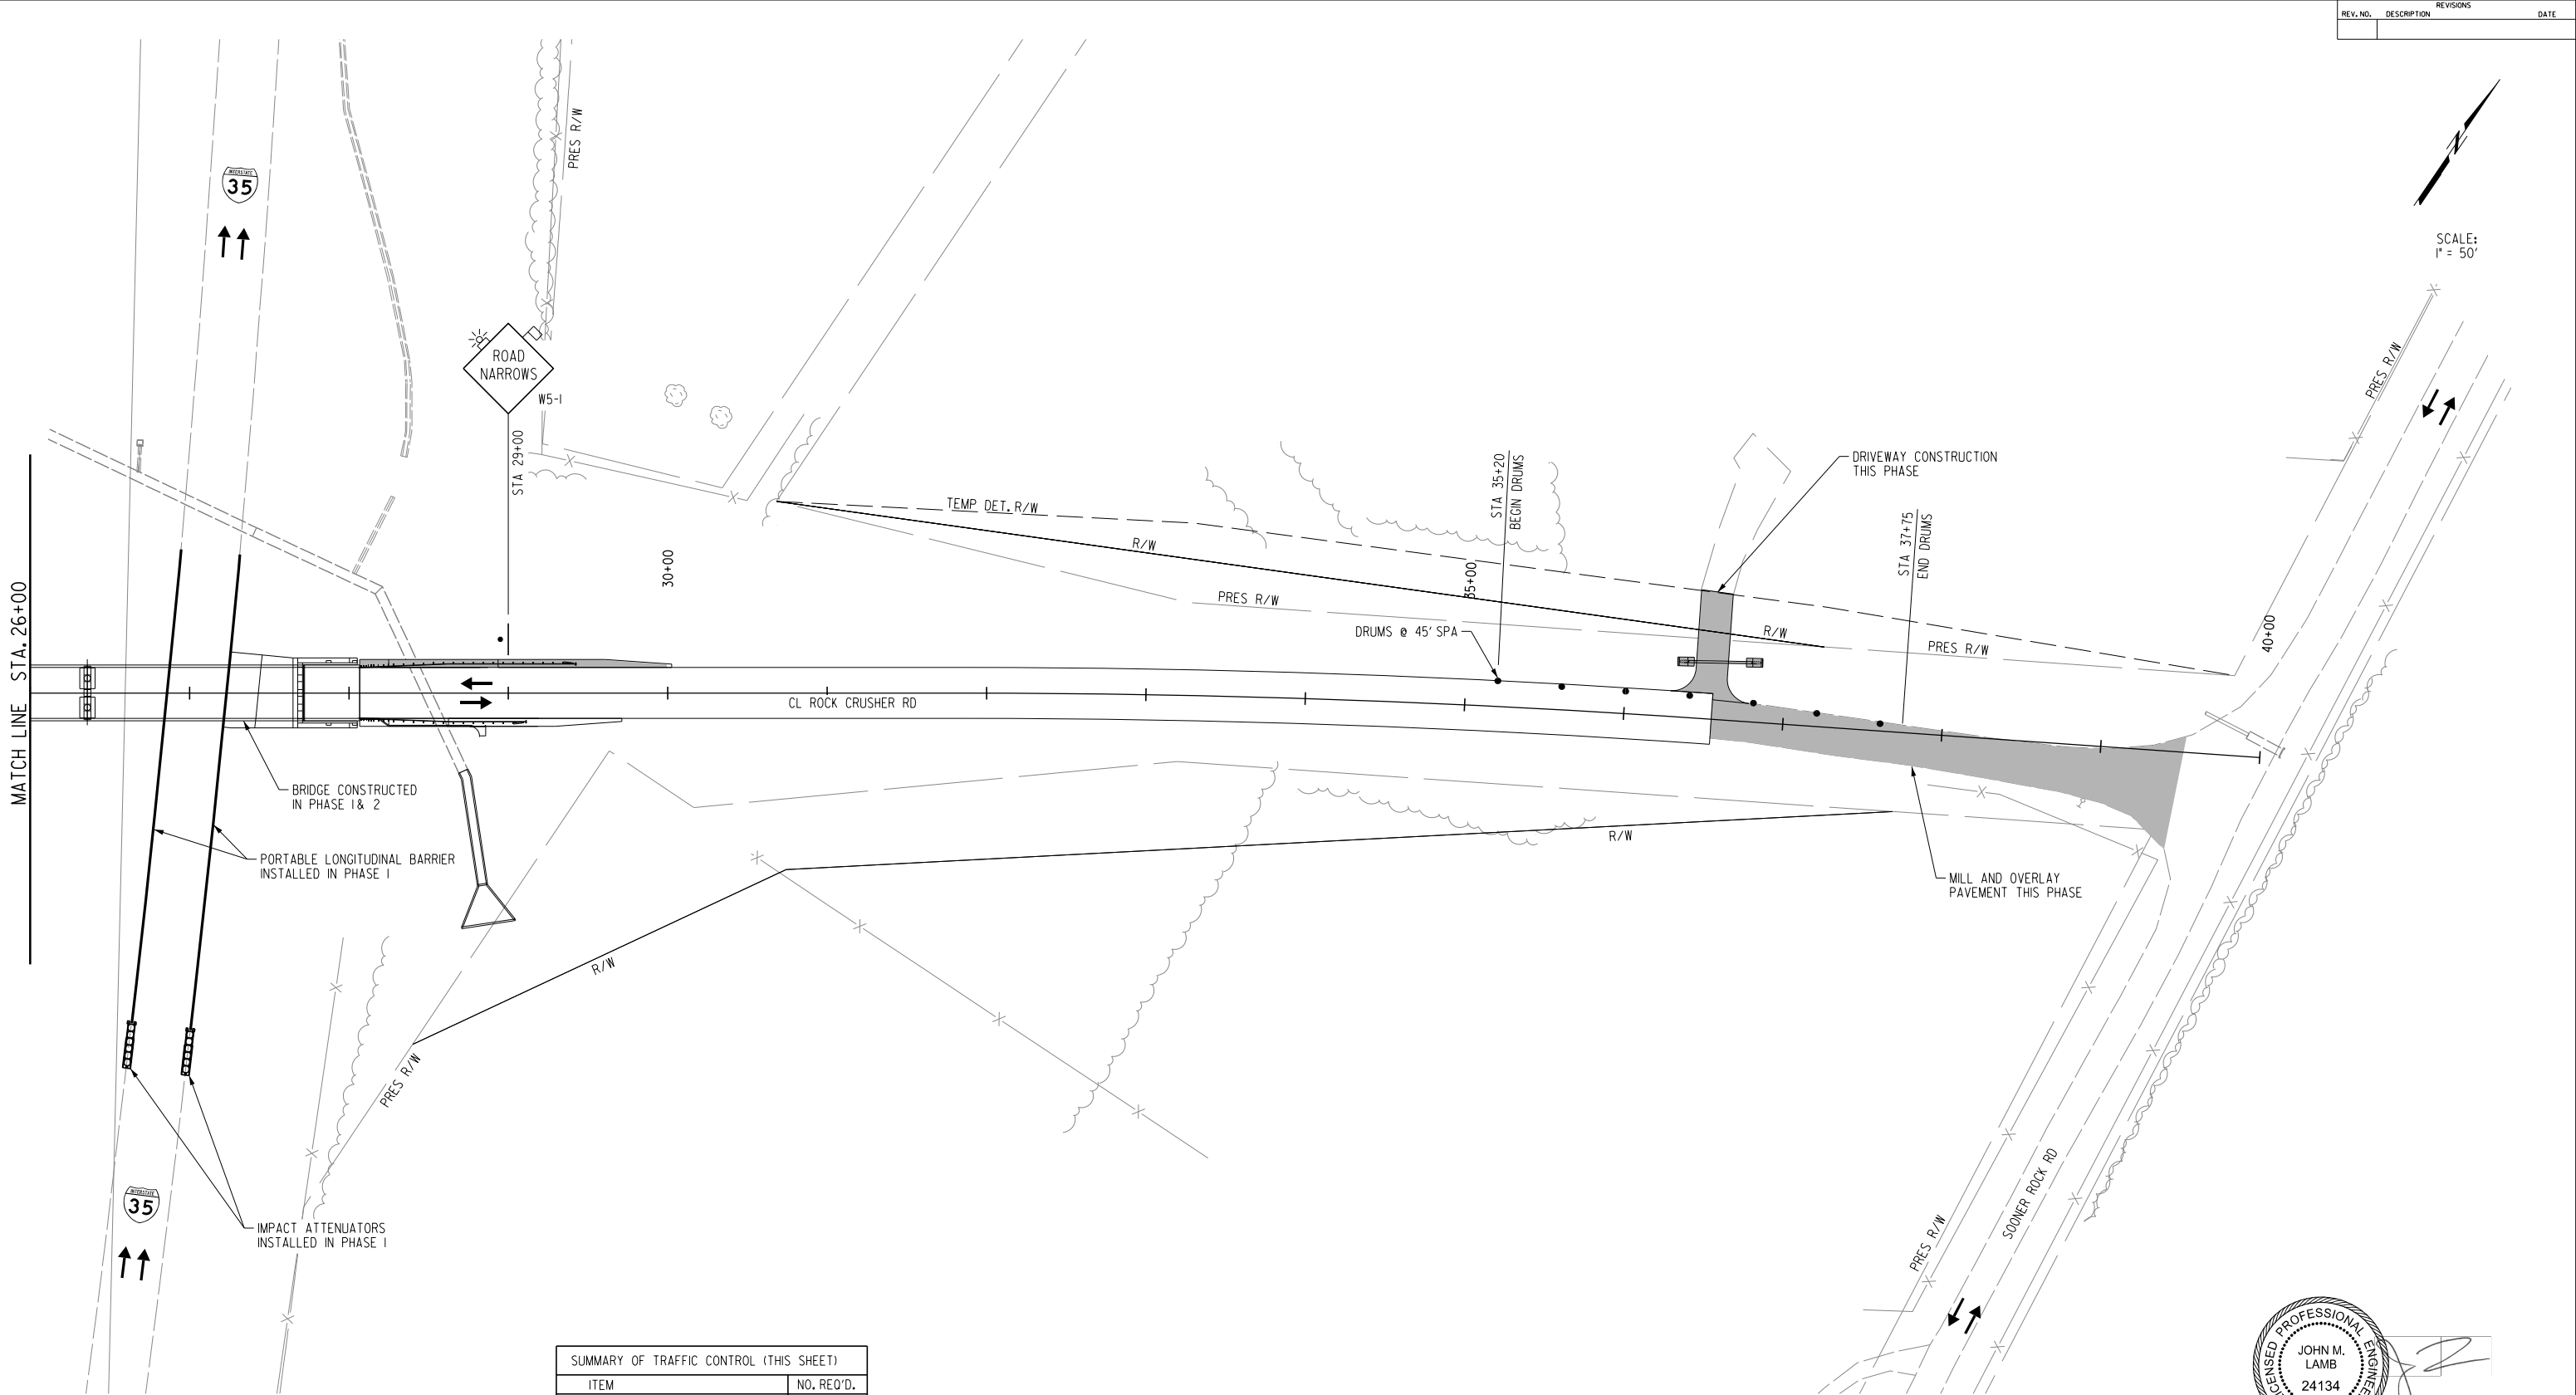 REVISIONS
REV. NO. DESCRIPTION DATE
SCALE:
1" = 50'
N
INTERSTATE
35
PRES R/W
ROAD
NARROWS
W5-1
STA 29+00
PRES R/W
TEMP DET. R/W
R/W
PRES R/W
30+00
35+00
STA 35+20
BEGIN DRUMS
DRUMS @ 45' SPA
DRIVEWAY CONSTRUCTION
THIS PHASE
STA 37+75
END DRUMS
R/W
PRES R/W
40+00
MATCH LINE STA. 26+00
CL ROCK CRUSHER RD
BRIDGE CONSTRUCTED
IN PHASE 1 & 2
PORTABLE LONGITUDINAL BARRIER
INSTALLED IN PHASE 1
R/W
MILL AND OVERLAY
PAVEMENT THIS PHASE
R/W
PRES R/W
INTERSTATE
35
IMPACT ATTENUATORS
INSTALLED IN PHASE 1
PRES R/W
SOONER ROCK RD
SUMMARY OF TRAFFIC CONTROL (THIS SHEET)
ITEM NO. REQ'D.
PROFESSIONAL
JOHN M.
LAMB
24134